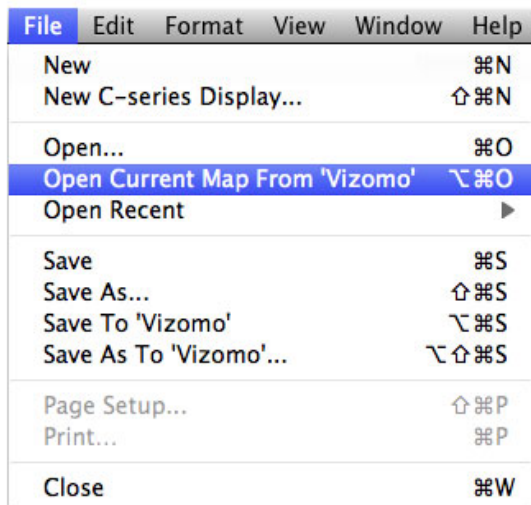 File Edit Format View Window Help
New ⌘N
New C-series Display... ⇧⌘N
Open... ⌘O
Open Current Map From 'Vizomo' ⌥⌘O
Open Recent ▶
Save ⌘S
Save As... ⇧⌘S
Save To 'Vizomo' ⌥⌘S
Save As To 'Vizomo'... ⌥⇧⌘S
Page Setup... ⇧⌘P
Print... ⌘P
Close ⌘W